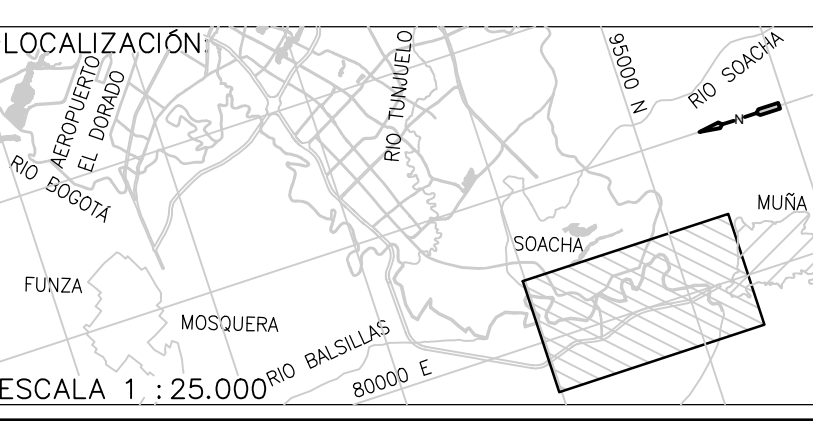 LOCALIZACIÓN:
AEROPUERTO
EL DORADO
RIO BOGOTÁ
RIO TUNJUELO
95000 N
RIO SOACHA
N
MUÑA
SOACHA
FUNZA
MOSQUERA
RIO BALSILLAS
80000 E
ESCALA 1 : 25.000